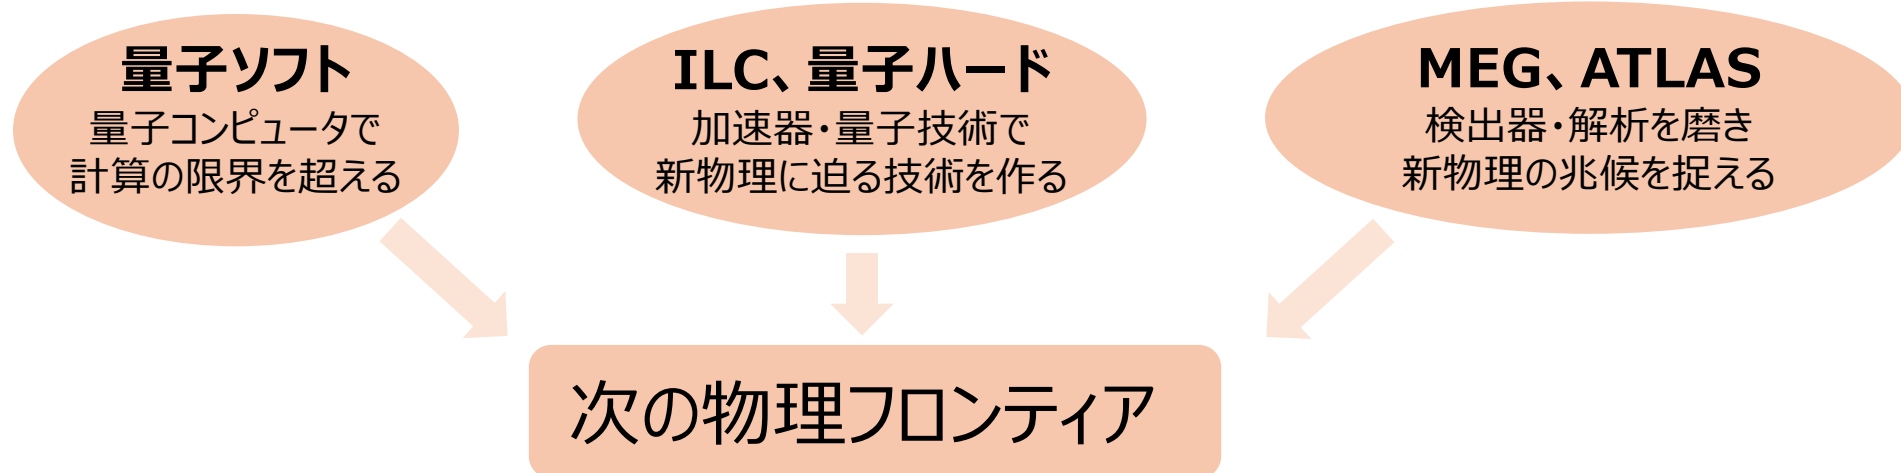 量子ソフト
量子コンピュータで
計算の限界を超える
ILC、量子ハード
加速器・量子技術で
新物理に迫る技術を作る
MEG、ATLAS
検出器・解析を磨き
新物理の兆候を捉える
次の物理フロンティア